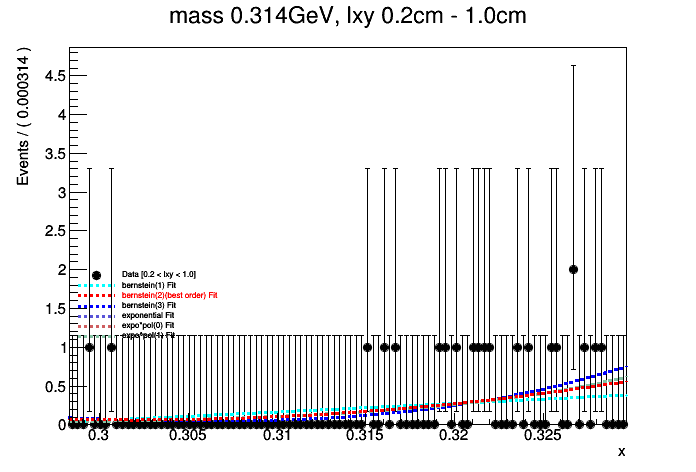 mass 0.314GeV, lxy 0.2cm - 1.0cm
Events / ( 0.000314 )
4.5
4
3.5
3
2.5
2
1.5
1
0.5
0
Data [0.2 < lxy < 1.0]
bernstein(1) Fit
bernstein(2)(best order) Fit
bernstein(3) Fit
exponential Fit
expo*pol(0) Fit
expo*pol(1) Fit
0.3 0.305 0.31 0.315 0.32 0.325
x